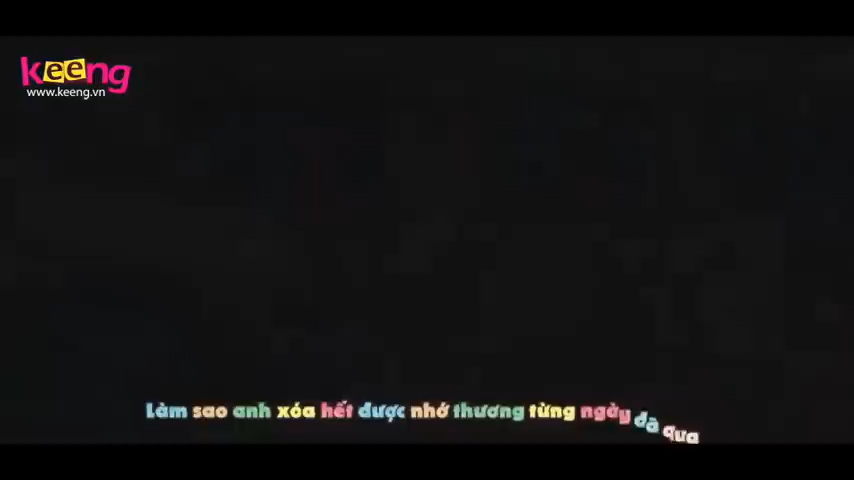 keeng
www.keeng.vn
Làm sao anh xóa hết được nhớ thương từng ngày đã qua